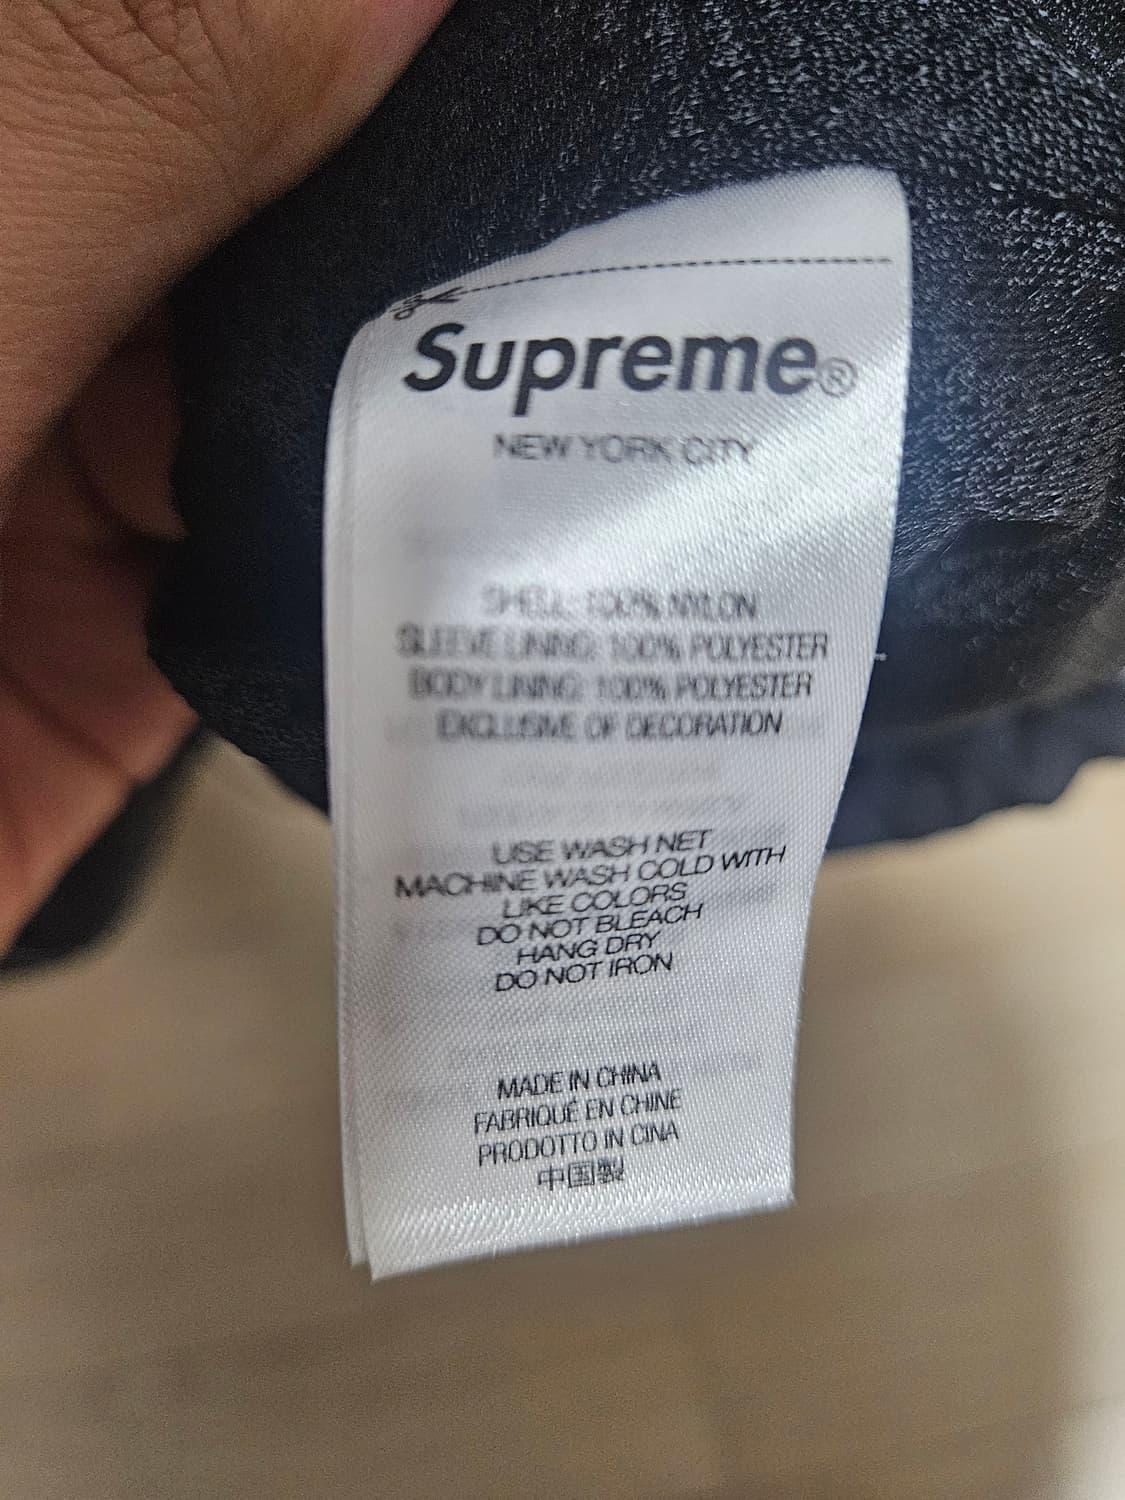 Supreme®
NEW YORK CITY
SHELL: 100% NYLON
SLEEVE LINING: 100% POLYESTER
BODY LINING: 100% POLYESTER
EXCLUSIVE OF DECORATION
USE WASH NET
MACHINE WASH COLD WITH
LIKE COLORS
DO NOT BLEACH
HANG DRY
DO NOT IRON
MADE IN CHINA
FABRIQUÉ EN CHINE
PRODOTTO IN CINA
中国製